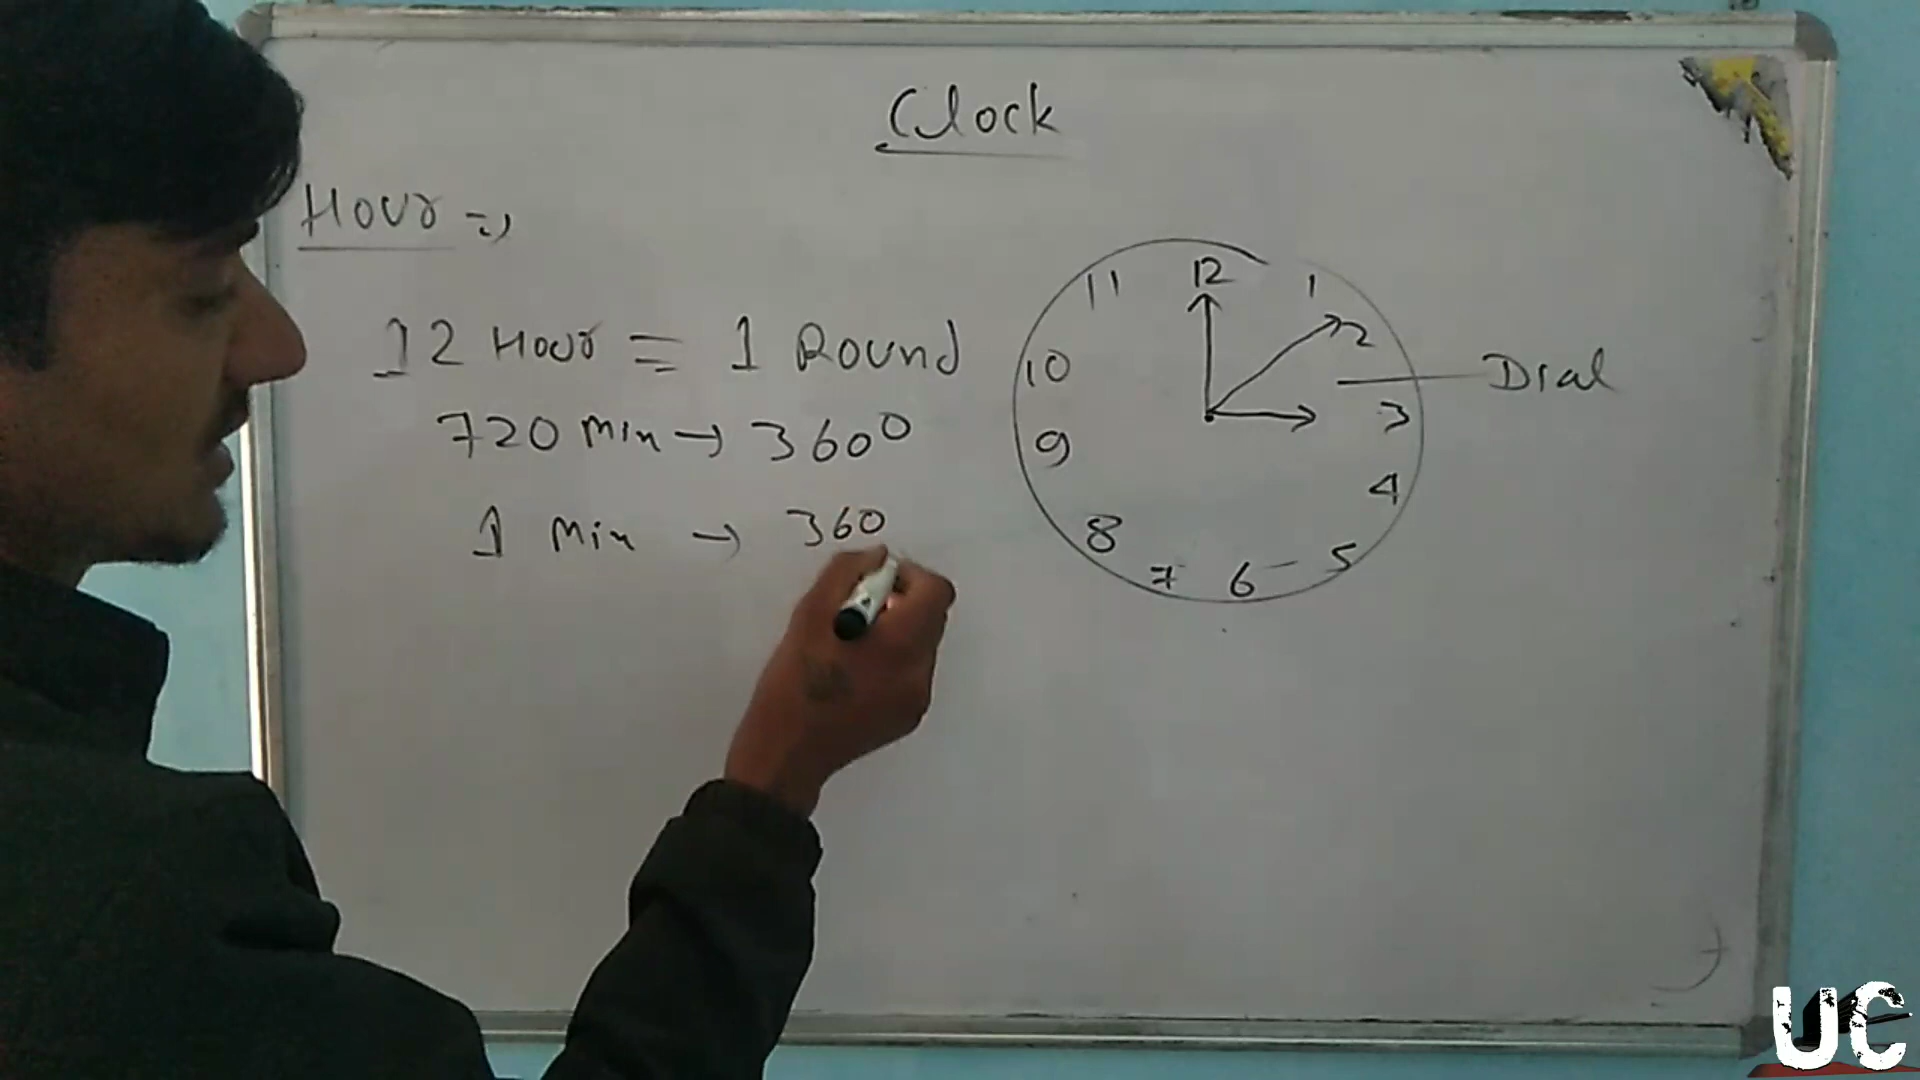 Clock
Hour =>
12 Hour = 1 Round
720 Min → 360°
1 Min → 360
12
11
1
10
2
Dial
9
3
8
4
7
6
5
UC